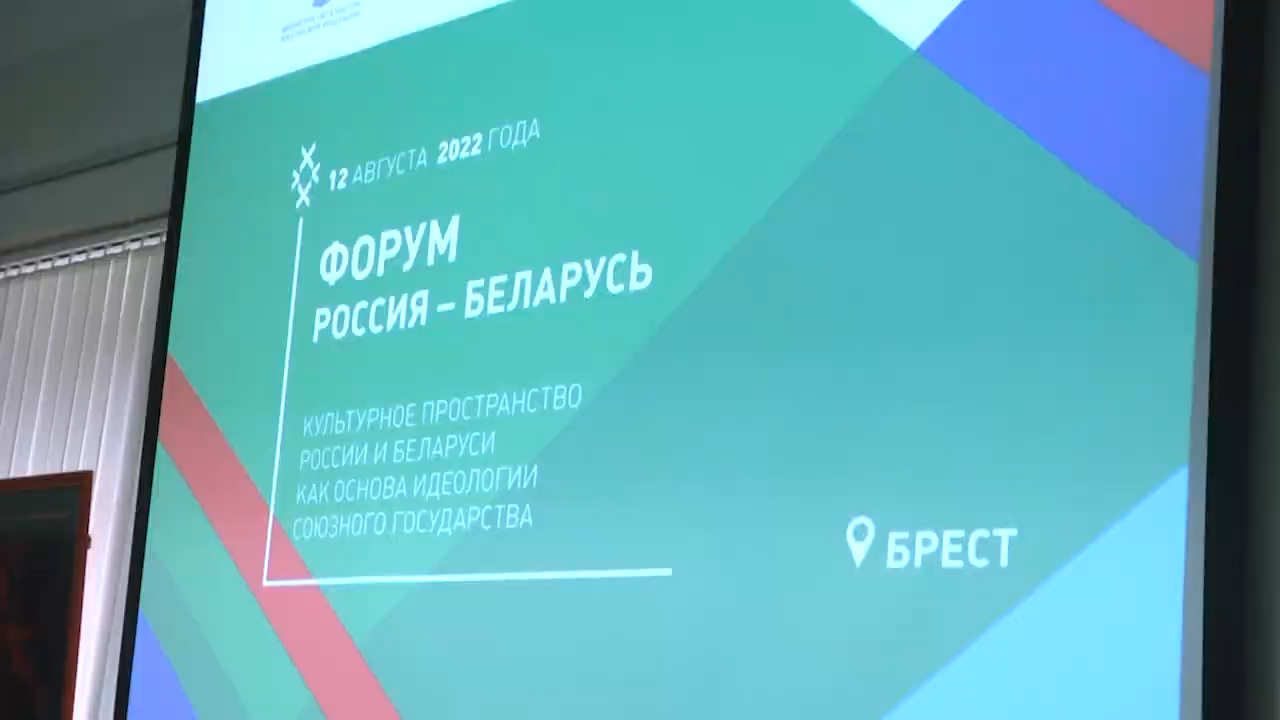 12 АВГУСТА 2022 ГОДА
ФОРУМ
РОССИЯ – БЕЛАРУСЬ
КУЛЬТУРНОЕ ПРОСТРАНСТВО
РОССИИ И БЕЛАРУСИ
КАК ОСНОВА ИДЕОЛОГИИ
СОЮЗНОГО ГОСУДАРСТВА
БРЕСТ